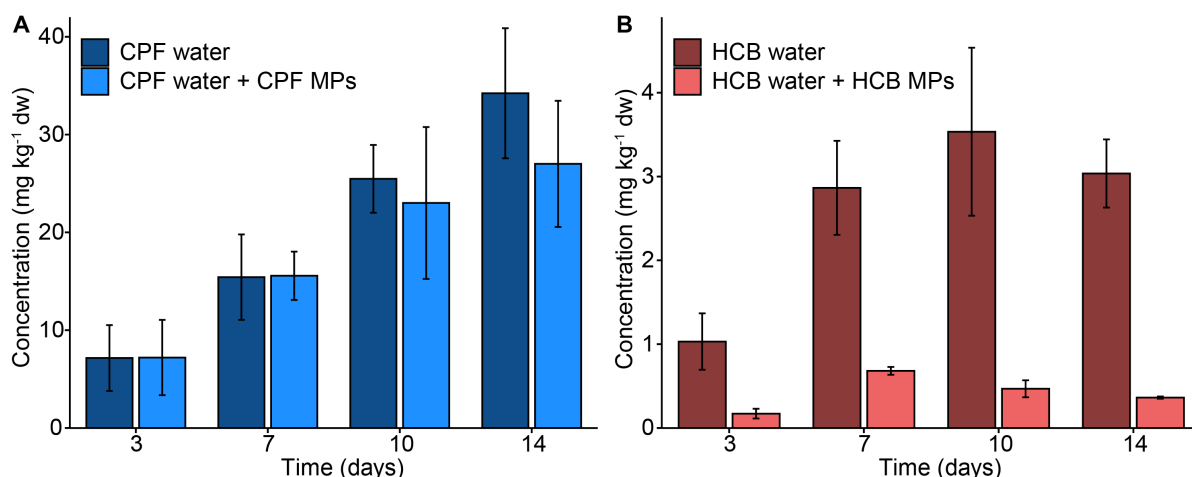 A
CPF water
CPF water + CPF MPs
Concentration (mg kg⁻¹ dw)
40
30
20
10
0
3 7 10 14
Time (days)
B
HCB water
HCB water + HCB MPs
Concentration (mg kg⁻¹ dw)
4
3
2
1
0
3 7 10 14
Time (days)